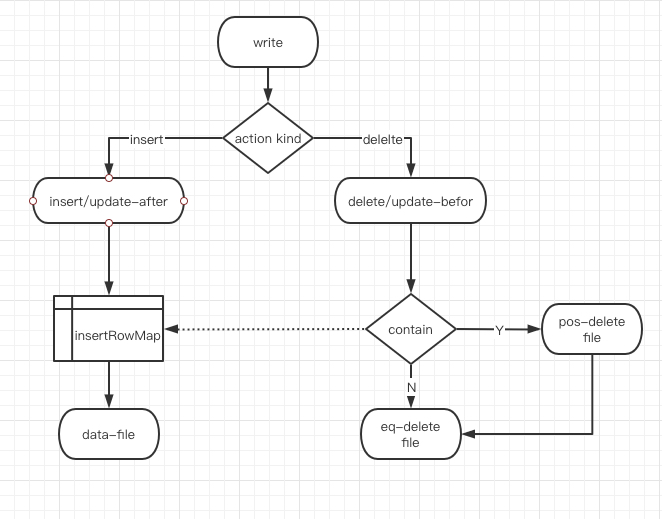 write
action kind
insert
delelte
insert/update-after
delete/update-befor
insertRowMap
contain
Y
pos-delete
file
N
data-file
eq-delete
file